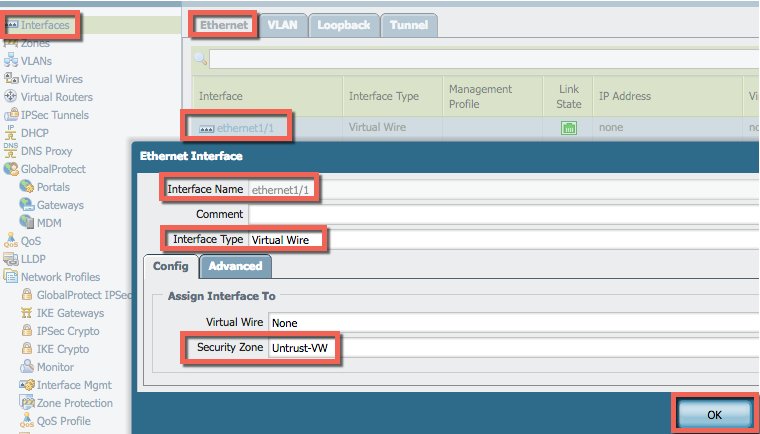 Interfaces
Zones
VLANs
Virtual Wires
Virtual Routers
IPSec Tunnels
IP
DHCP
DNS
DNS Proxy
GlobalProtect
Portals
Gateways
MDM
QoS
QoS
LLDP
Network Profiles
GlobalProtect IPSec
IKE Gateways
IPSec Crypto
IKE Crypto
Monitor
Interface Mgmt
Zone Protection
QoS
QoS Profile
Ethernet VLAN Loopback Tunnel
Interface Interface Type Management Profile Link State IP Address Vi
ethernet1/1 Virtual Wire none no
Ethernet Interface
Interface Name ethernet1/1
Comment
Interface Type Virtual Wire
Config Advanced
Assign Interface To
Virtual Wire None
Security Zone Untrust-VW
OK